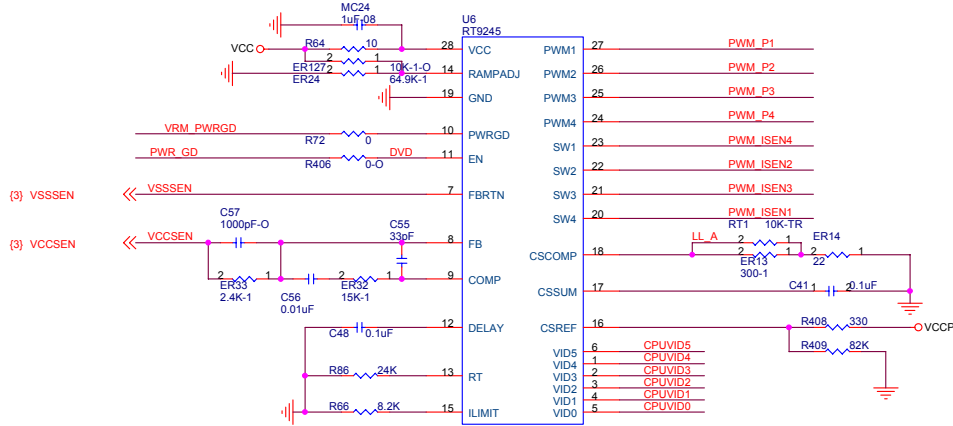 MC24
1uF-08
U6
RT9245
VCC
R64
10
28
VCC
PWM1
27
PWM_P1
2
1
ER127
2
1
10K-1-O
14
RAMPADJ
PWM2
26
PWM_P2
ER24
64.9K-1
19
GND
PWM3
25
PWM_P3
PWM4
24
PWM_P4
VRM_PWRGD
10
PWRGD
SW1
23
PWM_ISEN4
R72
0
PWR_GD
DVD
11
EN
SW2
22
PWM_ISEN2
R406
0-O
{3} VSSSEN
VSSSEN
7
FBRTN
SW3
21
PWM_ISEN3
C57
1000pF-O
C55
33pF
SW4
20
PWM_ISEN1
RT1
10K-TR
{3} VCCSEN
VCCSEN
8
FB
LL_A
2
1
ER14
CSCOMP
18
2
1
2
1
ER13
22
300-1
2
1
2
1
9
COMP
ER33
2.4K-1
C56
0.01uF
ER32
15K-1
CSSUM
17
C41
1
2
0.1uF
C48
0.1uF
12
DELAY
CSREF
16
R408
330
VCCP
R409
82K
VID5
6
CPUVID5
VID4
1
CPUVID4
R86
24K
13
RT
VID3
2
CPUVID3
VID2
3
CPUVID2
VID1
4
CPUVID1
R66
8.2K
15
ILIMIT
VID0
5
CPUVID0